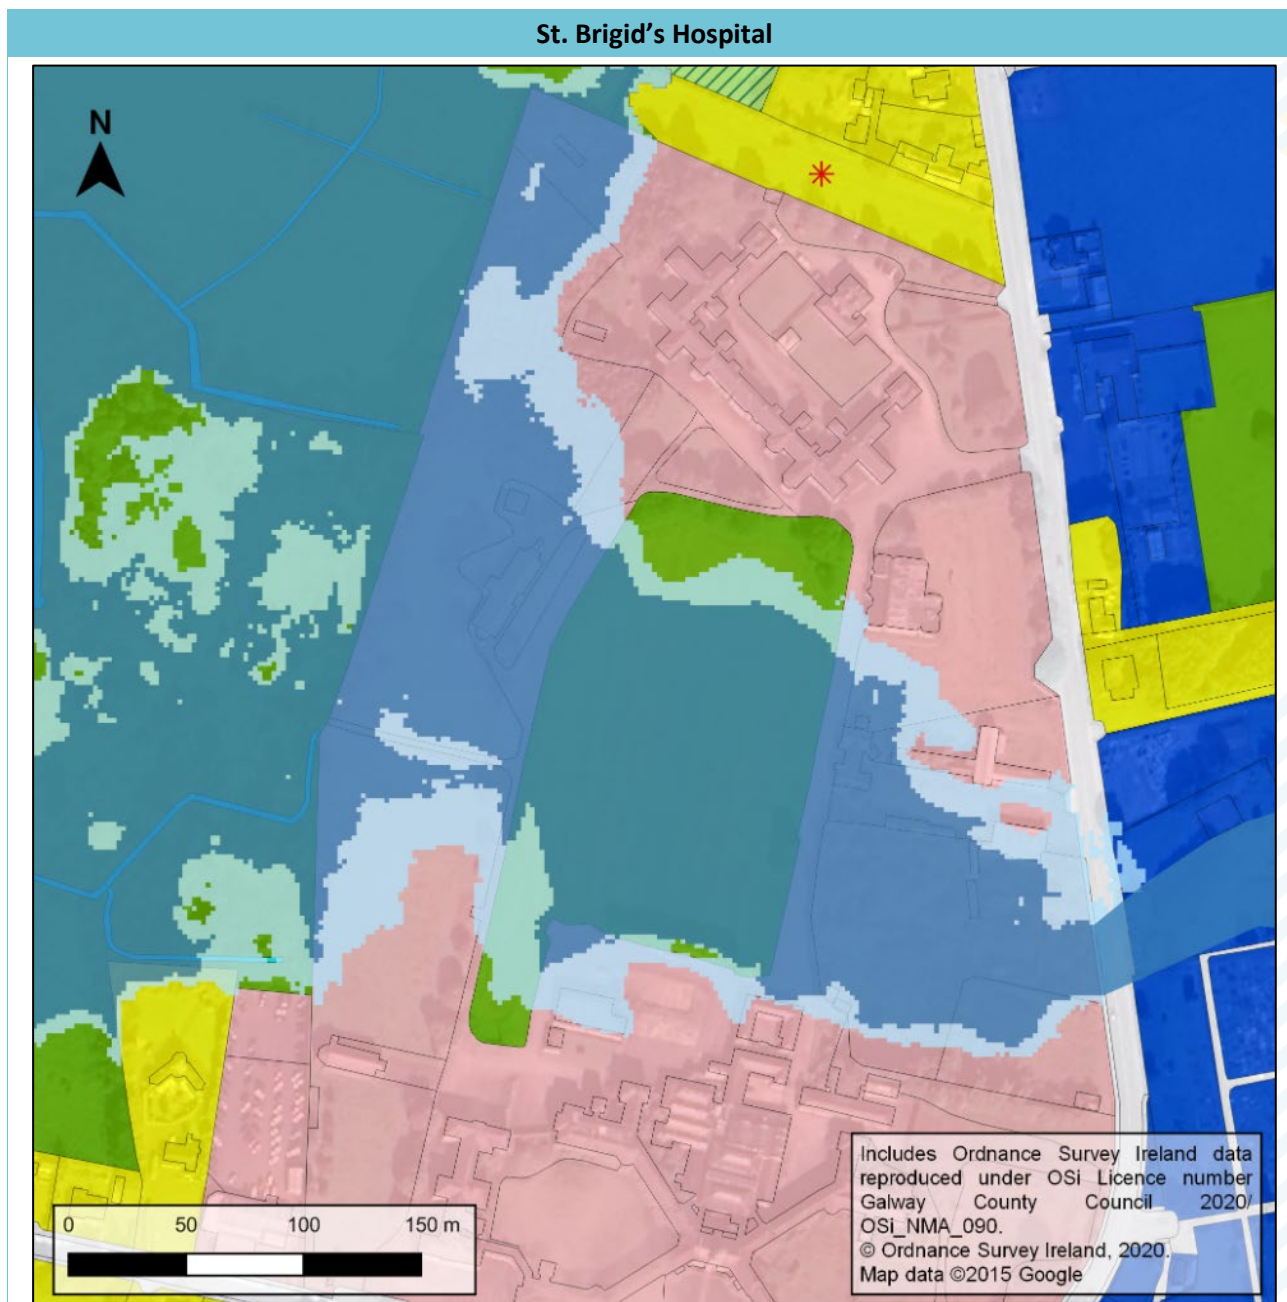 St. Brigid’s Hospital
N
0 50 100 150 m
Includes Ordnance Survey Ireland data
reproduced under OSi Licence number
Galway County Council 2020/
OSi_NMA_090.
© Ordnance Survey Ireland, 2020.
Map data ©2015 Google